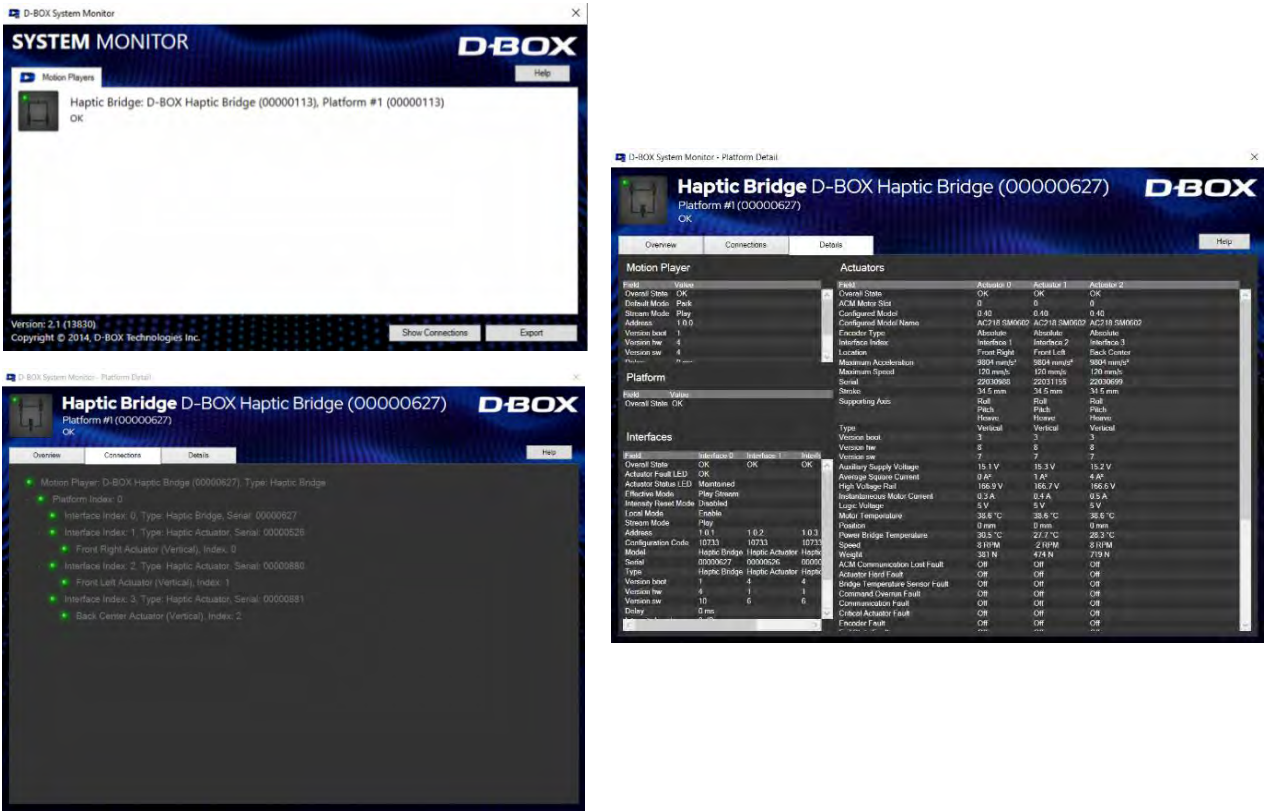 D-BOX System Monitor
SYSTEM MONITOR
D-BOX
Motion Players
Help
Haptic Bridge: D-BOX Haptic Bridge (00000113), Platform #1 (00000113)
OK
Version: 2.1 (13830)
Copyright © 2014, D-BOX Technologies Inc.
Show Connections
Export
D-BOX System Monitor - Platform Detail
Haptic Bridge D-BOX Haptic Bridge (00000627)
D-BOX
Platform #1 (00000627)
OK
Overview Connections Details
Help
Motion Player: D-BOX Haptic Bridge (00000627), Type: Haptic Bridge
Platform Index: 0
Interface Index: 0, Type: Haptic Bridge, Serial: 00000627
Interface Index: 1, Type: Haptic Actuator, Serial: 00000526
Front Right Actuator (Vertical), Index: 0
Interface Index: 2, Type: Haptic Actuator, Serial: 00000880
Front Left Actuator (Vertical), Index: 1
Interface Index: 3, Type: Haptic Actuator, Serial: 00000881
Back Center Actuator (Vertical), Index: 2
D-BOX System Monitor - Platform Detail
Haptic Bridge D-BOX Haptic Bridge (00000627)
D-BOX
Platform #1 (00000627)
OK
Overview Connections Details
Help
Motion Player
Field Value
Overall State OK
Default Mode Park
Stream Mode Play
Address 1.0.0
Version boot 1
Version hw 4
Version sw 4
Platform
Field Value
Overall State OK
Interfaces
Field Interface 0 Interface 1
Overall State OK OK OK
Actuator Fault LED OK
Actuator Status LED Maintained
Effective Mode Play Stream
Intensity Reset Mode Disabled
Local Mode Enable
Stream Mode Play
Address 1.0.1 1.0.2 1.0.3
Configuration Code 10733 10733 10733
Model Haptic Bridge Haptic Actuator Haptic
Serial 00000627 00000526 00000
Type Haptic Bridge Haptic Actuator Haptic
Version boot 1 4 4
Version hw 4 1 1
Version sw 10 6 6
Delay 0 ms
Actuators
Field Actuator 0 Actuator 1 Actuator 2
Overall State OK OK OK
ACM Motor Slot 0 0 0
Configured Model 0.40 0.40 0.40
Configured Model Name AC218 SM0602 AC218 SM0602 AC218 SM0602
Encoder Type Absolute Absolute Absolute
Interface Index Interface 1 Interface 2 Interface 3
Location Front Right Front Left Back Center
Maximum Acceleration 9804 mm/s² 9804 mm/s² 9804 mm/s²
Maximum Speed 120 mm/s 120 mm/s 120 mm/s
Serial 22030988 22031155 22030699
Stroke 34.5 mm 34.5 mm 34.5 mm
Supporting Axis Roll Roll Roll
Pitch Pitch Pitch
Heave Heave Heave
Type Vertical Vertical Vertical
Version boot 3 3 3
Version hw 8 8 8
Version sw 7 7 7
Auxiliary Supply Voltage 15.1 V 15.3 V 15.2 V
Average Square Current 0 A² 1 A² 4 A²
High Voltage Rail 166.9 V 166.7 V 166.6 V
Instantaneous Motor Current 0.3 A 0.4 A 0.5 A
Logic Voltage 5 V 5 V 5 V
Motor Temperature 38.6 °C 38.6 °C 38.6 °C
Position 0 mm 0 mm 0 mm
Power Bridge Temperature 30.5 °C 27.7 °C 28.3 °C
Speed 8 RPM 2 RPM 8 RPM
Weight 381 N 474 N 719 N
ACM Communication Lost Fault Off Off Off
Actuator Hard Fault Off Off Off
Bridge Temperature Sensor Fault Off Off Off
Command Overrun Fault Off Off Off
Communication Fault Off Off Off
Critical Actuator Fault Off Off Off
Encoder Fault Off Off Off